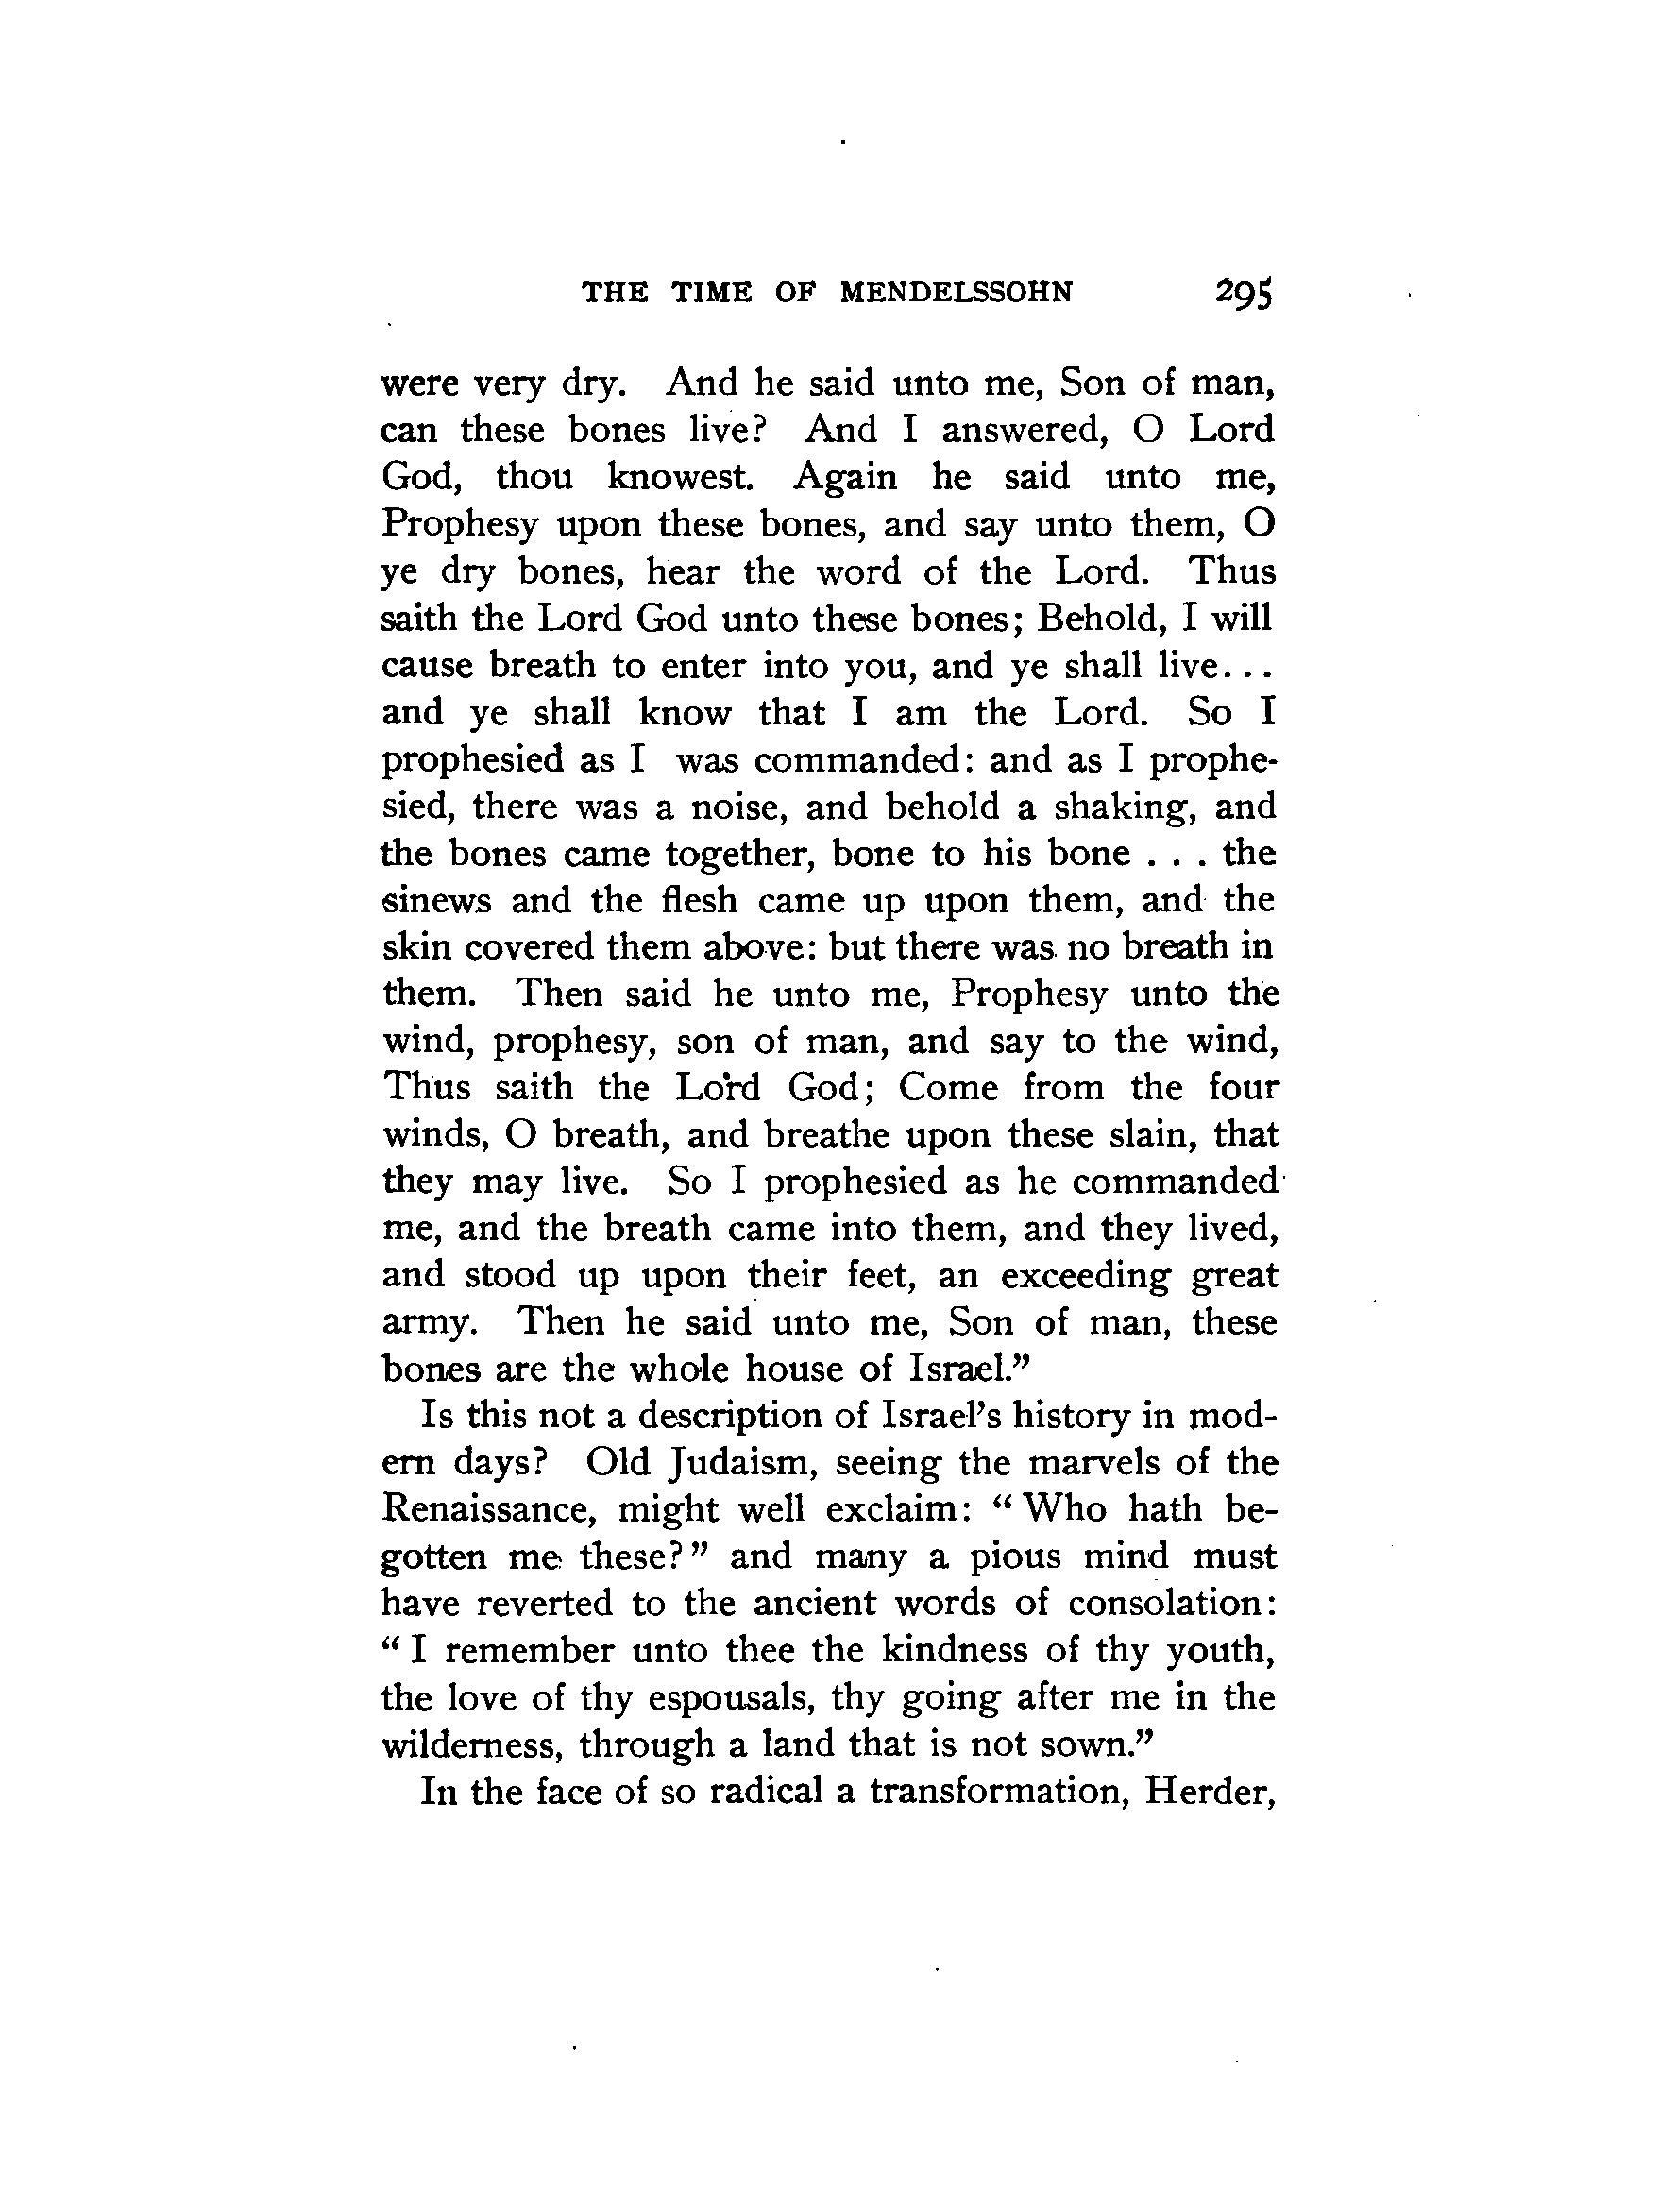 THE TIME OF MENDELSSOHN 295
were very dry. And he said unto me, Son of man,
can these bones live? And I answered, O Lord
God, thou knowest. Again he said unto me,
Prophesy upon these bones, and say unto them, O
ye dry bones, hear the word of the Lord. Thus
saith the Lord God unto these bones; Behold, I will
cause breath to enter into you, and ye shall live...
and ye shall know that I am the Lord. So I
prophesied as I was commanded: and as I prophe-
sied, there was a noise, and behold a shaking, and
the bones came together, bone to his bone . . . the
sinews and the flesh came up upon them, and the
skin covered them above: but there was no breath in
them. Then said he unto me, Prophesy unto the
wind, prophesy, son of man, and say to the wind,
Thus saith the Lord God; Come from the four
winds, O breath, and breathe upon these slain, that
they may live. So I prophesied as he commanded
me, and the breath came into them, and they lived,
and stood up upon their feet, an exceeding great
army. Then he said unto me, Son of man, these
bones are the whole house of Israel.”
Is this not a description of Israel’s history in mod-
ern days? Old Judaism, seeing the marvels of the
Renaissance, might well exclaim: “Who hath be-
gotten me these?” and many a pious mind must
have reverted to the ancient words of consolation:
“I remember unto thee the kindness of thy youth,
the love of thy espousals, thy going after me in the
wilderness, through a land that is not sown.”
In the face of so radical a transformation, Herder,